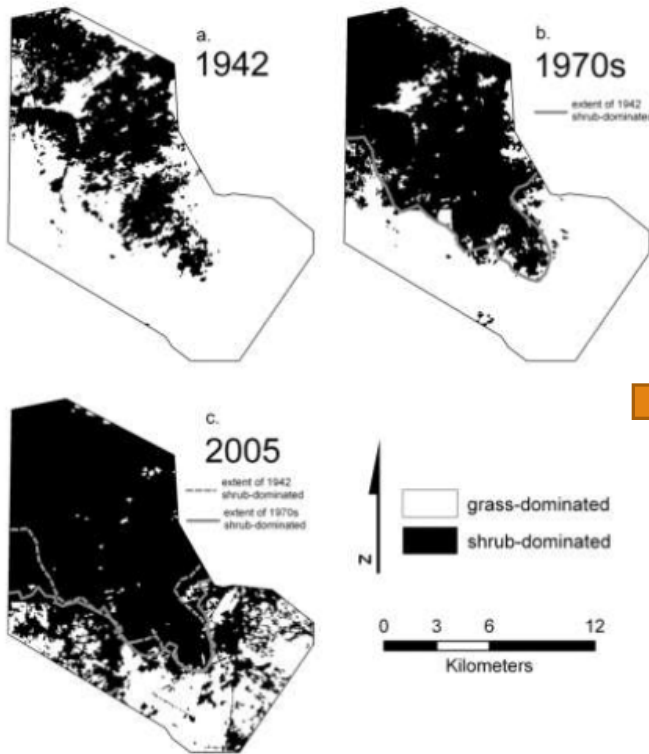 a.
1942
b.
1970s
extent of 1942
shrub-dominated
c.
2005
extent of 1942
shrub-dominated
extent of 1970s
shrub-dominated
N
grass-dominated
shrub-dominated
0 3 6 12
Kilometers